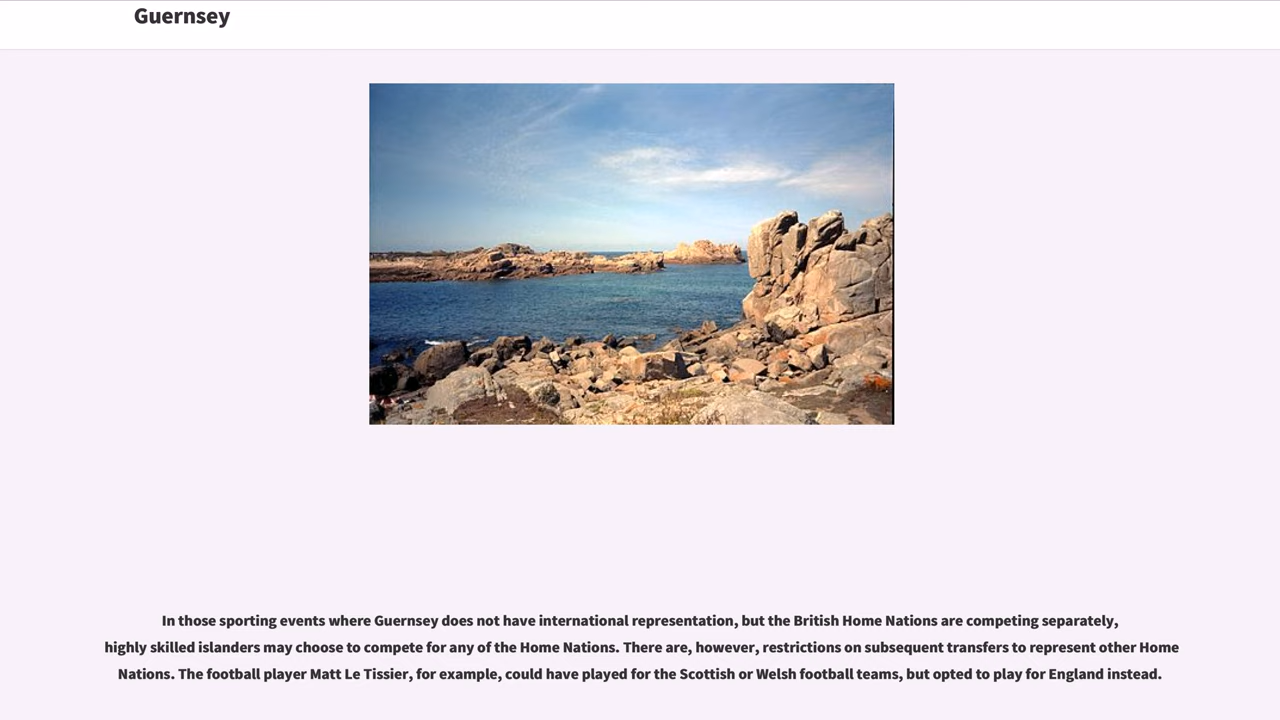 Guernsey
In those sporting events where Guernsey does not have international representation, but the British Home Nations are competing separately,
highly skilled islanders may choose to compete for any of the Home Nations. There are, however, restrictions on subsequent transfers to represent other Home
Nations. The football player Matt Le Tissier, for example, could have played for the Scottish or Welsh football teams, but opted to play for England instead.